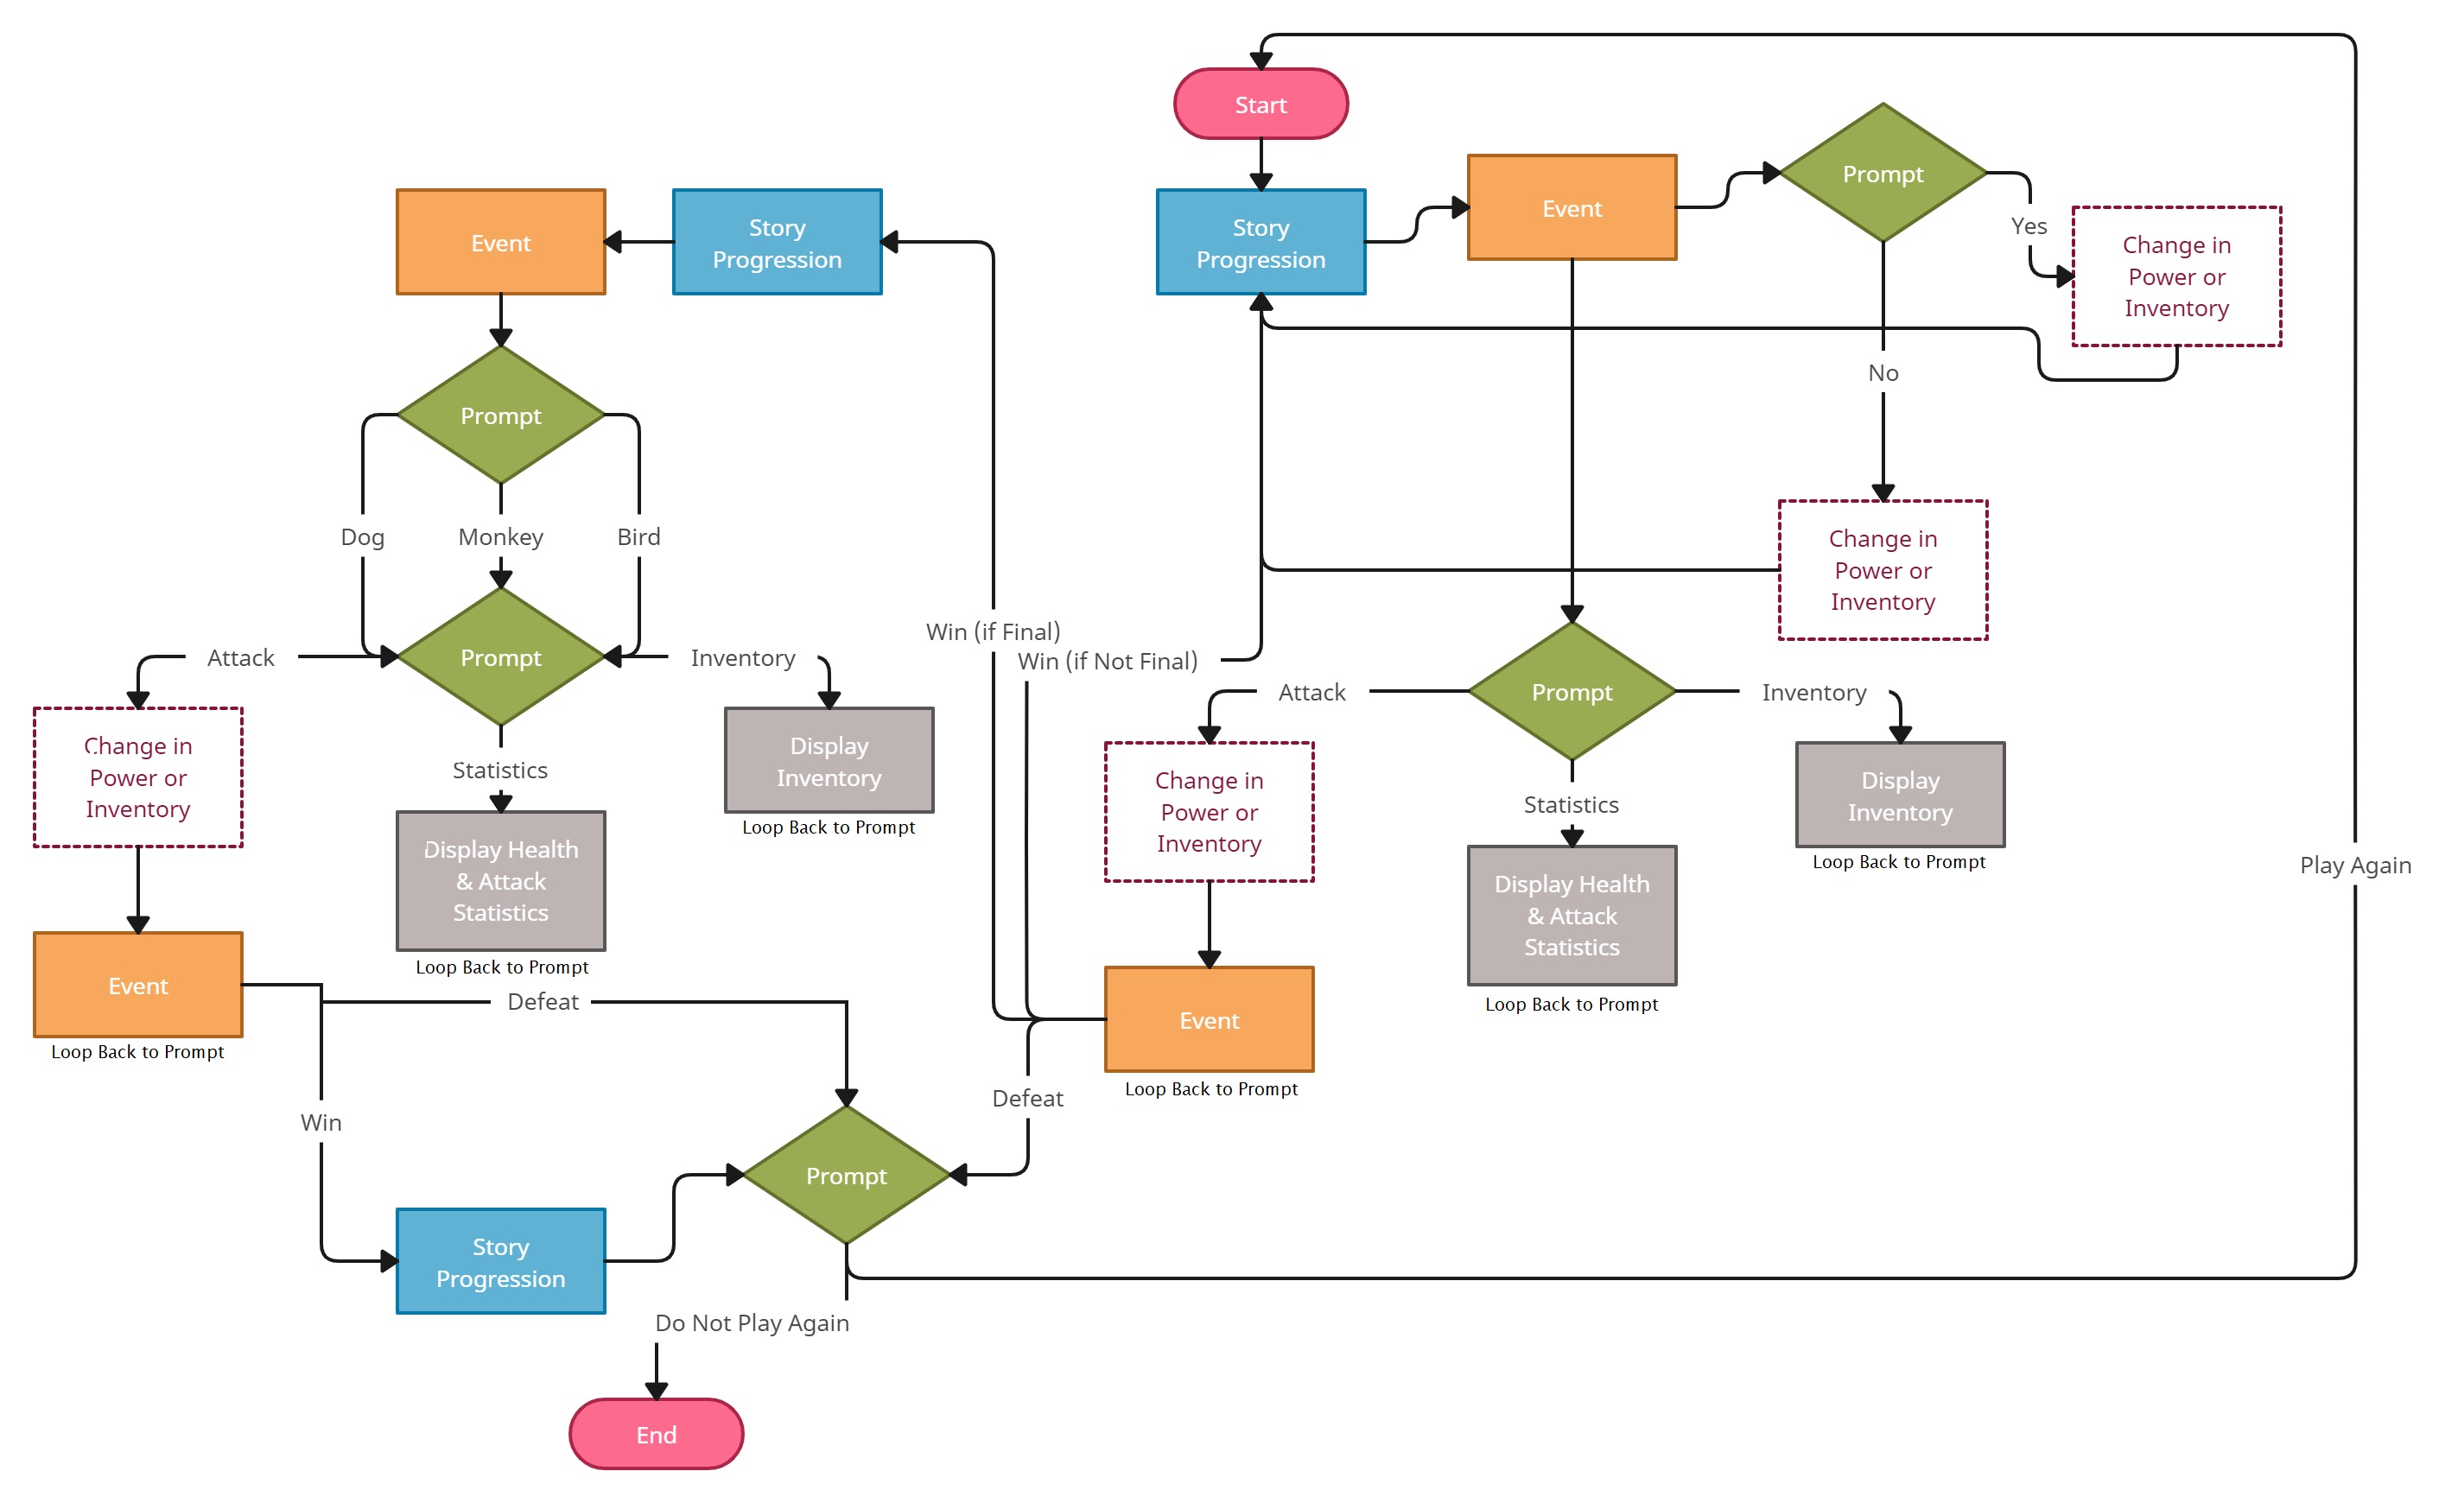 Start
Prompt
Event
Story
Progression
Yes
Change in
Power or
Inventory
Event
Story
Progression
No
Prompt
Dog
Monkey
Bird
Change in
Power or
Inventory
Win (if Final)
Win (if Not Final)
Attack
Prompt
Inventory
Attack
Prompt
Inventory
Change in
Power or
Inventory
Statistics
Display
Inventory
Loop Back to Prompt
Display Health
& Attack
Statistics
Loop Back to Prompt
Change in
Power or
Inventory
Statistics
Display
Inventory
Loop Back to Prompt
Play Again
Display Health
& Attack
Statistics
Loop Back to Prompt
Event
Loop Back to Prompt
Defeat
Event
Loop Back to Prompt
Defeat
Win
Prompt
Story
Progression
Do Not Play Again
End